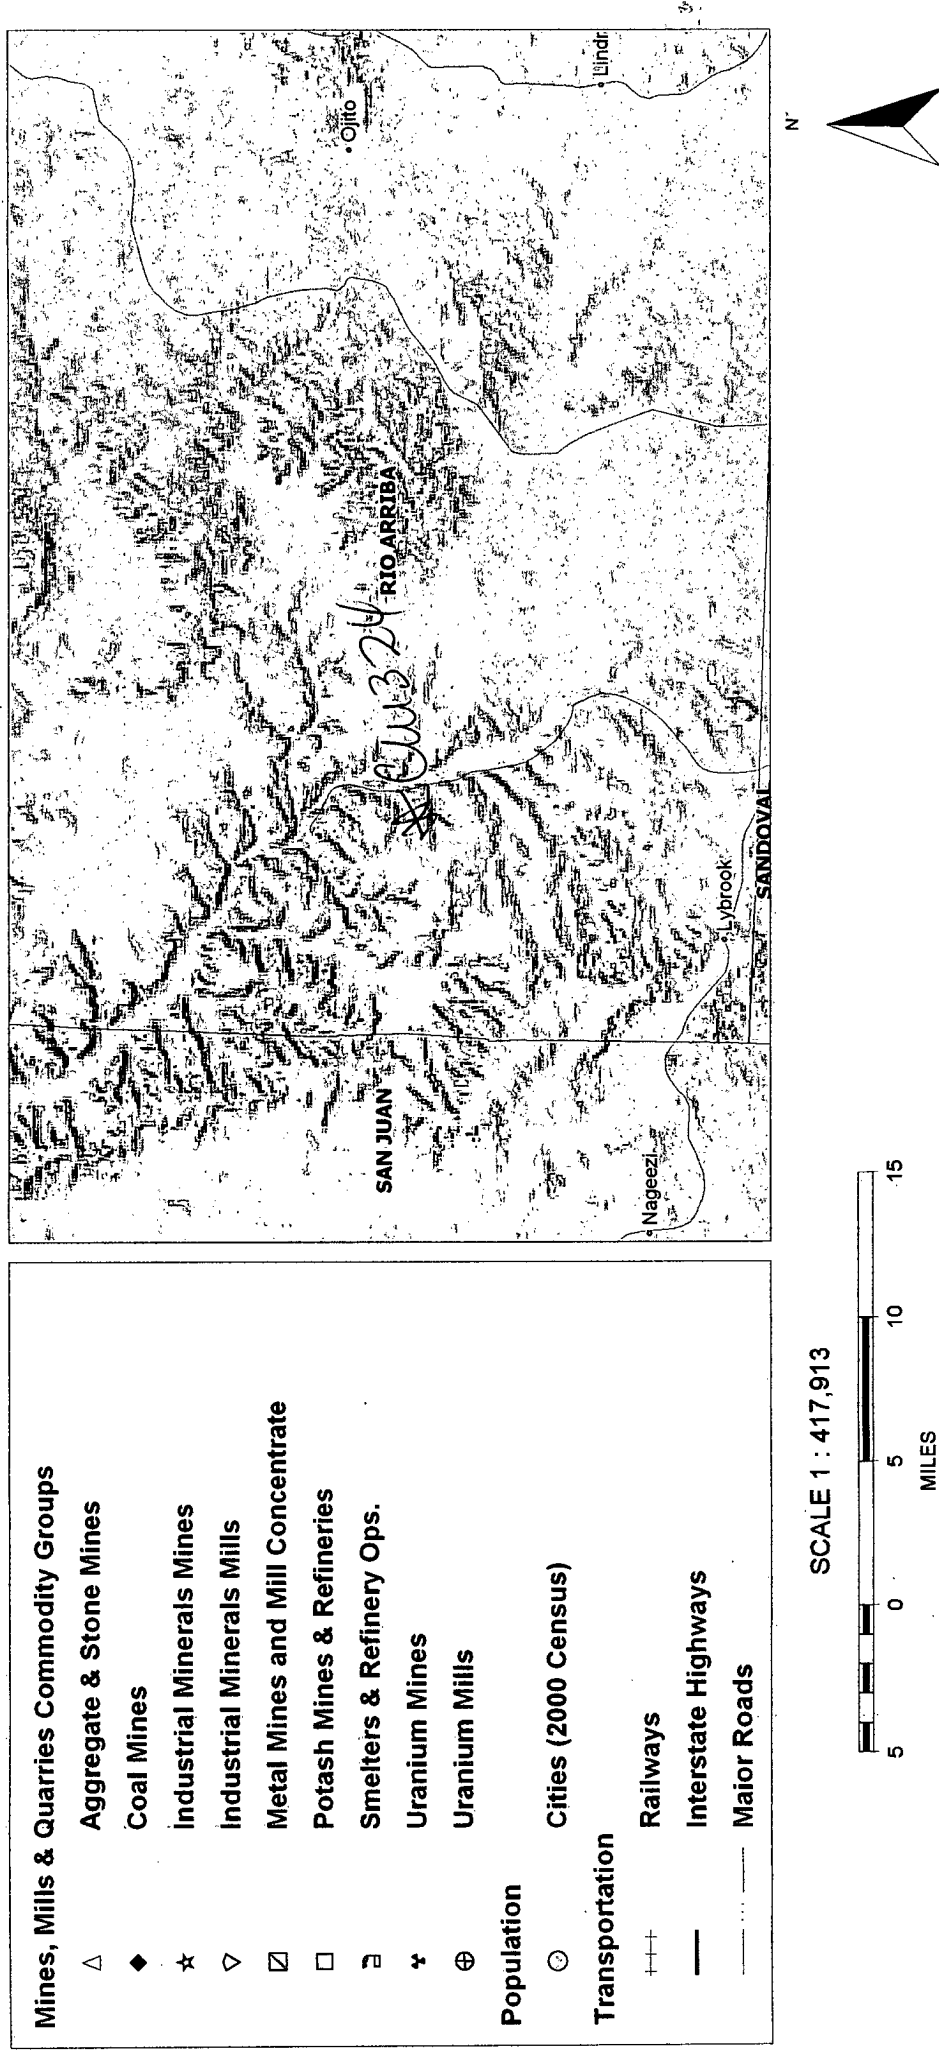 Mines, Mills & Quarries Commodity Groups
Aggregate & Stone Mines
Coal Mines
Industrial Minerals Mines
Industrial Minerals Mills
Metal Mines and Mill Concentrate
Potash Mines & Refineries
Smelters & Refinery Ops.
Uranium Mines
Uranium Mills
Population
Cities (2000 Census)
Transportation
Railways
Interstate Highways
Major Roads
Ojito
Lindr
RIO ARRIBA
SAN JUAN
Nageezi
Lybrook
SANDOVAL
N
SCALE 1 : 417,913
5 0 5 10 15
MILES